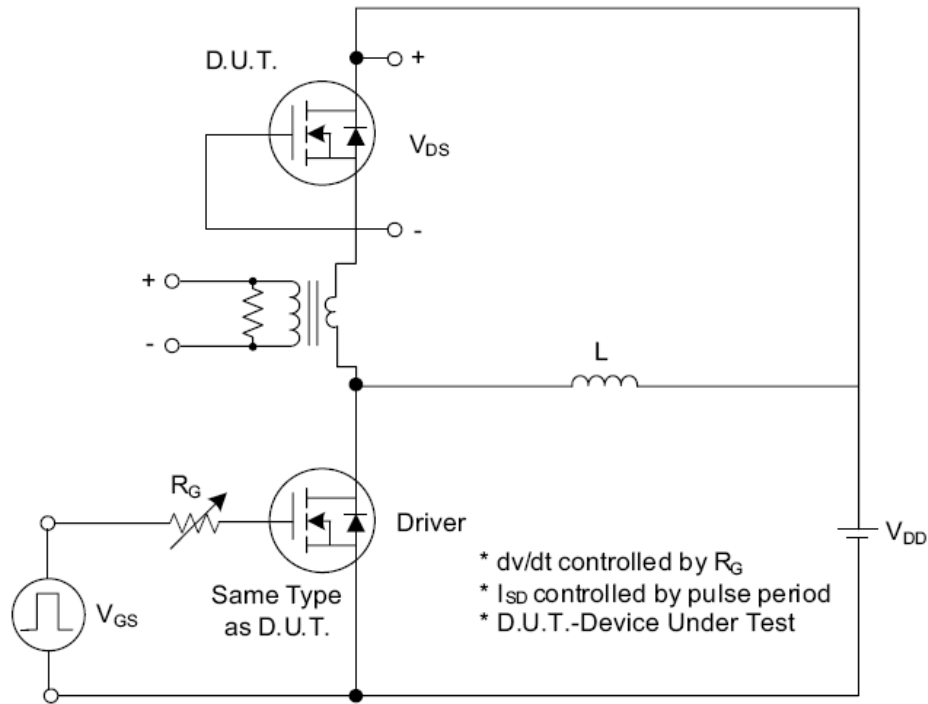 D.U.T.
+
V_DS
-
+
-
L
R_G
Driver
V_DD
V_GS
Same Type
as D.U.T.
* dv/dt controlled by R_G
* I_SD controlled by pulse period
* D.U.T.-Device Under Test